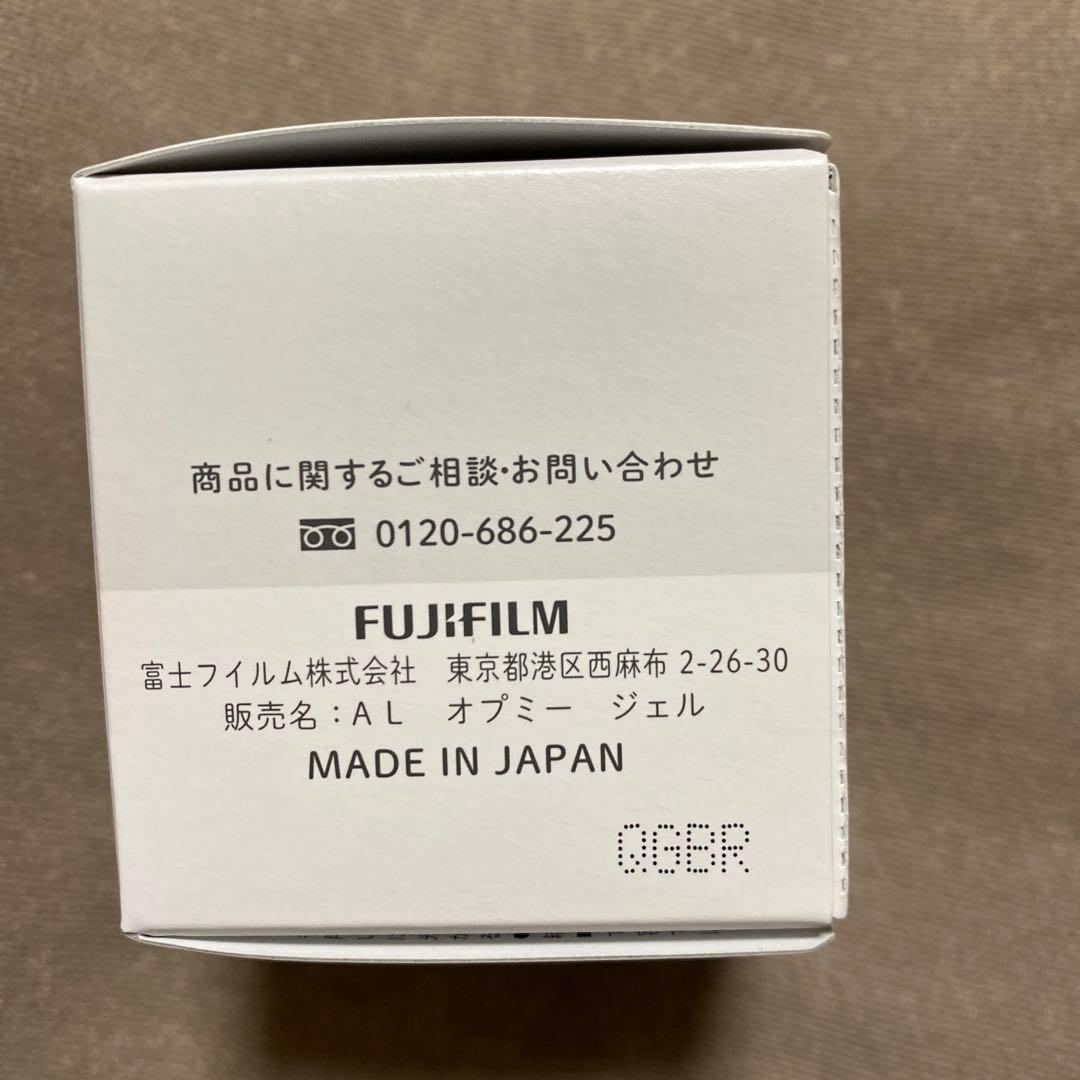 商品に関するご相談・お問い合わせ
0120-686-225
FUJIFILM
富士フイルム株式会社 東京都港区西麻布 2-26-30
販売名：ＡＬ オプミー ジェル
MADE IN JAPAN
QGBR